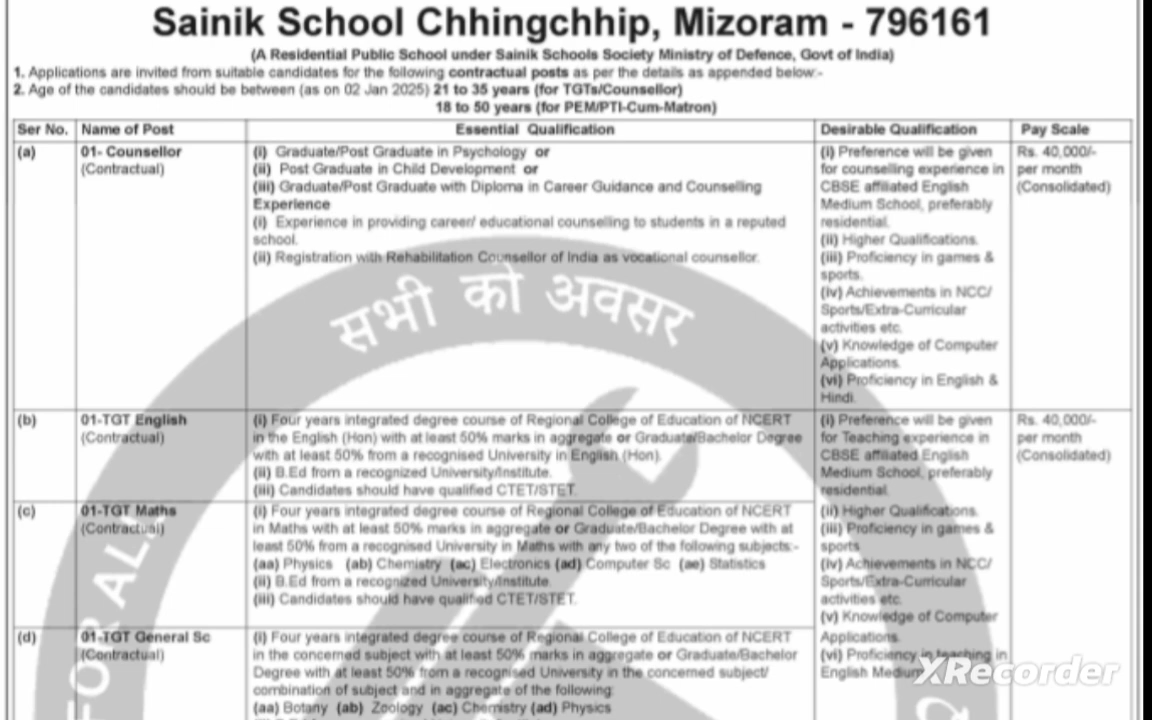 Sainik School Chhingchhip, Mizoram - 796161
(A Residential Public School under Sainik Schools Society Ministry of Defence, Govt of India)
1. Applications are invited from suitable candidates for the following contractual posts as per the details as appended below:-
2. Age of the candidates should be between (as on 02 Jan 2025) 21 to 35 years (for TGTs/Counsellor)
18 to 50 years (for PEM/PTI-Cum-Matron)
Ser No. Name of Post Essential Qualification Desirable Qualification Pay Scale
(a)
01- Counsellor
(Contractual)
(i) Graduate/Post Graduate in Psychology or
(ii) Post Graduate in Child Development or
(iii) Graduate/Post Graduate with Diploma in Career Guidance and Counselling
Experience
(i) Experience in providing career/ educational counselling to students in a reputed
school.
(ii) Registration with Rehabilitation Counsellor of India as vocational counsellor.
(i) Preference will be given
for counselling experience in
CBSE affiliated English
Medium School, preferably
residential.
(ii) Higher Qualifications.
(iii) Proficiency in games &
sports.
(iv) Achievements in NCC/
Sports/Extra-Curricular
activities etc.
(v) Knowledge of Computer
Applications.
(vi) Proficiency in English &
Hindi.
Rs. 40,000/-
per month
(Consolidated)
(b)
01-TGT English
(Contractual)
(i) Four years integrated degree course of Regional College of Education of NCERT
in the English (Hon) with at least 50% marks in aggregate or Graduate/Bachelor Degree
with at least 50% from a recognised University in English (Hon).
(ii) B.Ed from a recognized University/Institute.
(iii) Candidates should have qualified CTET/STET.
(i) Preference will be given
for Teaching experience in
CBSE affiliated English
Medium School, preferably
residential.
(ii) Higher Qualifications.
(iii) Proficiency in games &
sports
(iv) Achievements in NCC/
Sports/Extra-Curricular
activities etc.
(v) Knowledge of Computer
Applications.
(vi) Proficiency in teaching in
English Medium
Rs. 40,000/-
per month
(Consolidated)
(c)
01-TGT Maths
(Contractual)
(i) Four years integrated degree course of Regional College of Education of NCERT
in Maths with at least 50% marks in aggregate or Graduate/Bachelor Degree with at
least 50% from a recognised University in Maths with any two of the following subjects:-
(aa) Physics (ab) Chemistry (ac) Electronics (ad) Computer Sc (ae) Statistics
(ii) B.Ed from a recognized University/Institute.
(iii) Candidates should have qualified CTET/STET.
(d)
01-TGT General Sc
(Contractual)
(i) Four years integrated degree course of Regional College of Education of NCERT
in the concerned subject with at least 50% marks in aggregate or Graduate/Bachelor
Degree with at least 50% from a recognised University in the concerned subject/
combination of subject and in aggregate of the following:
(aa) Botany (ab) Zoology (ac) Chemistry (ad) Physics
सभी को अवसर
FOR ALL
XRecorder